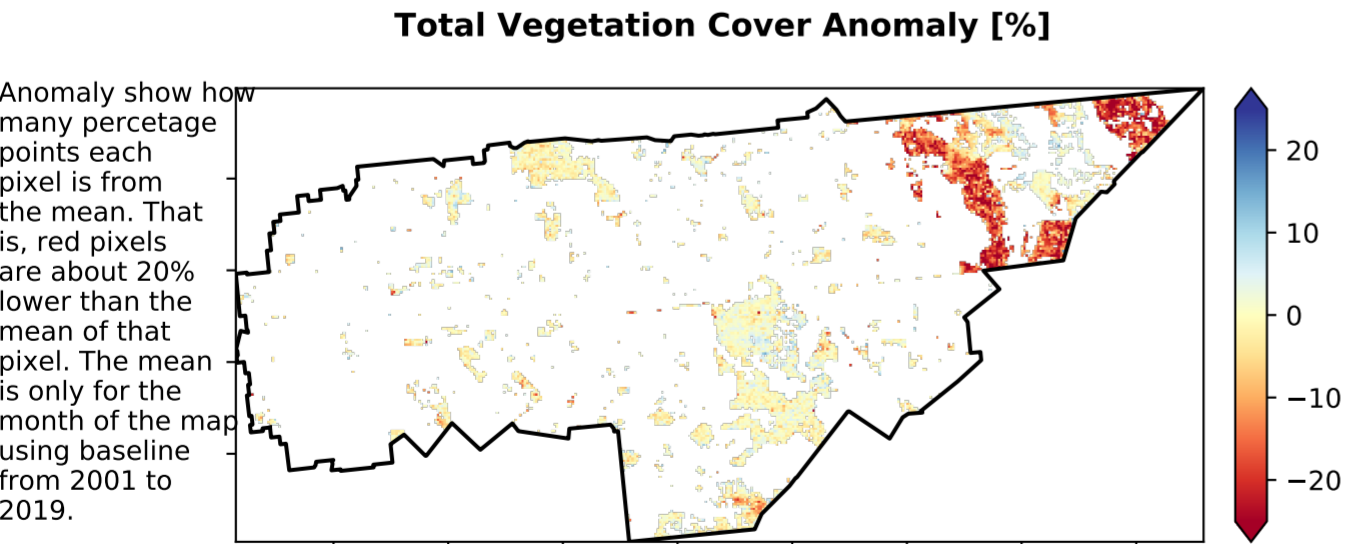 Total Vegetation Cover Anomaly [%]
Anomaly show how
many percetage
points each
pixel is from
the mean. That
is, red pixels
are about 20%
lower than the
mean of that
pixel. The mean
is only for the
month of the map
using baseline
from 2001 to
2019.
20
10
0
−10
−20